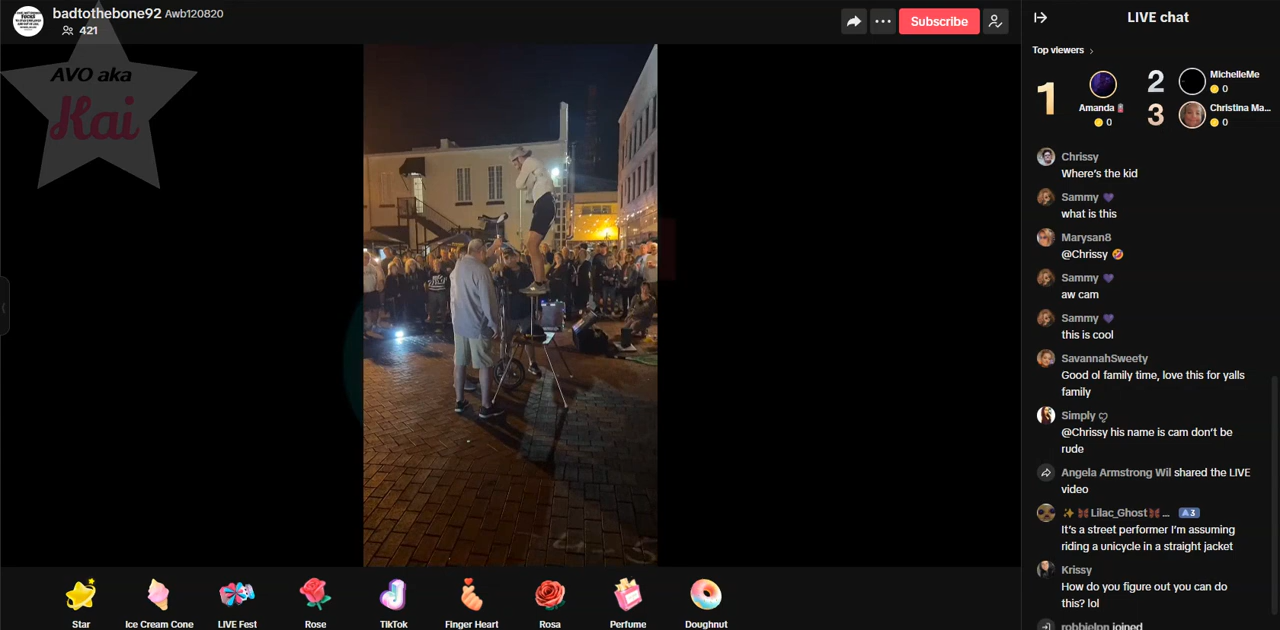 badtothebone92 Awb120820
421
Subscribe
LIVE chat
AVO aka
Kai
Top viewers
1
Amanda
0
2
MichelleMe
0
3
Christina Ma...
0
Chrissy
Where's the kid
Sammy
what is this
Marysan8
@Chrissy
Sammy
aw cam
Sammy
this is cool
SavannahSweety
Good ol family time, love this for yalls
family
Simply
@Chrissy his name is cam don't be
rude
Angela Armstrong Wil shared the LIVE
video
Lilac_Ghost ... 3
It's a street performer I'm assuming
riding a unicycle in a straight jacket
Krissy
How do you figure out you can do
this? lol
robbielpn joined
Star
Ice Cream Cone
LIVE Fest
Rose
TikTok
Finger Heart
Rosa
Perfume
Doughnut